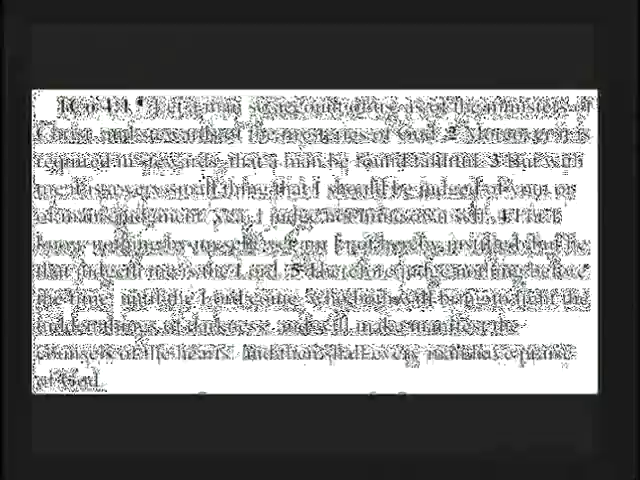 1Co 4:1 ¶ Let a man so account of us, as of the ministers of
Christ, and stewards of the mysteries of God. 2 Moreover it is
required in stewards, that a man be found faithful. 3 But with
me it is a very small thing that I should be judged of you, or
of man's judgment: yea, I judge not mine own self. 4 For I
know nothing by myself; yet am I not hereby justified: but he
that judgeth me is the Lord. 5 Therefore judge nothing before
the time, until the Lord come, who both will bring to light the
hidden things of darkness, and will make manifest the
counsels of the hearts: and then shall every man have praise
of God.